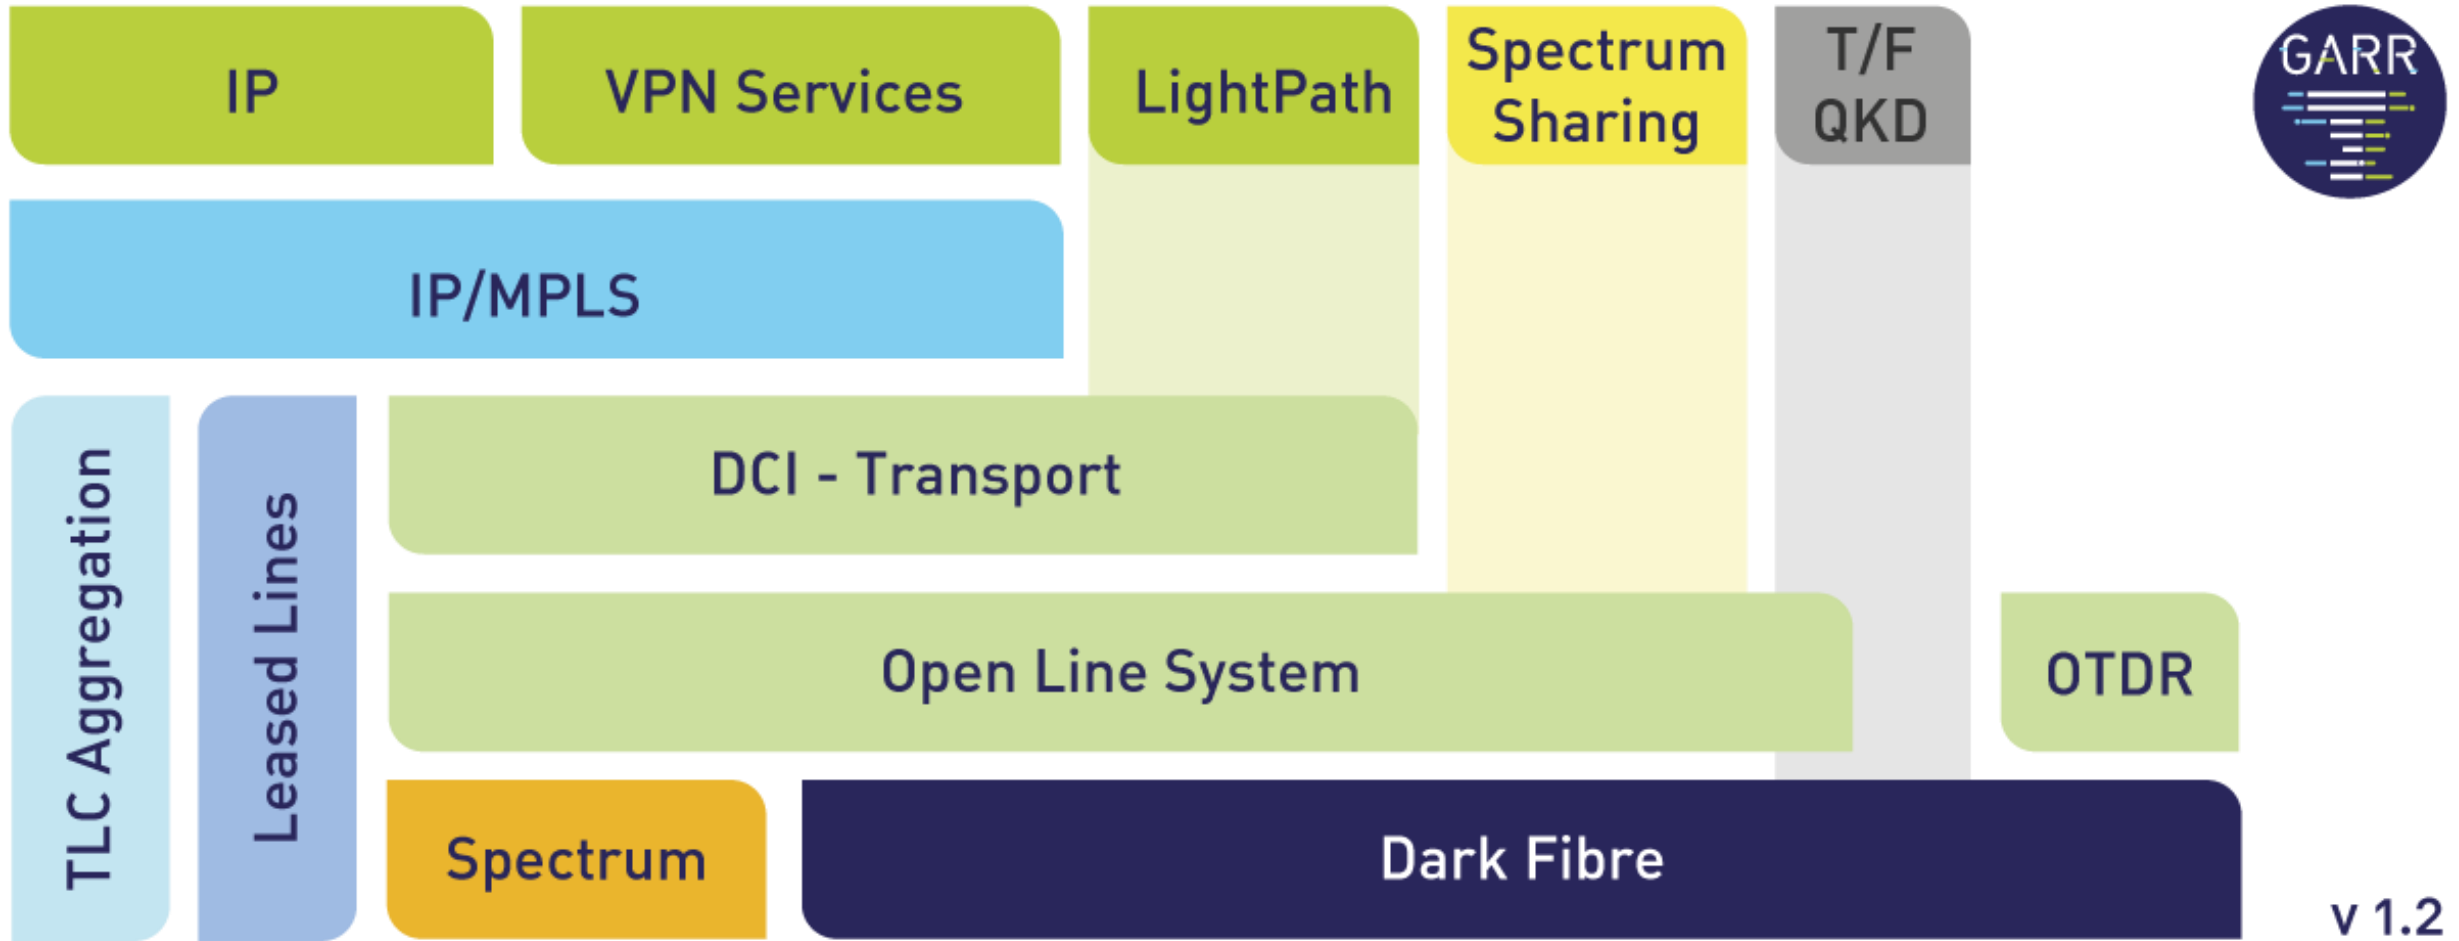 IP
VPN Services
LightPath
Spectrum
Sharing
T/F
QKD
GARR
IP/MPLS
TLC Aggregation
Leased Lines
DCI - Transport
Open Line System
OTDR
Spectrum
Dark Fibre
v 1.2